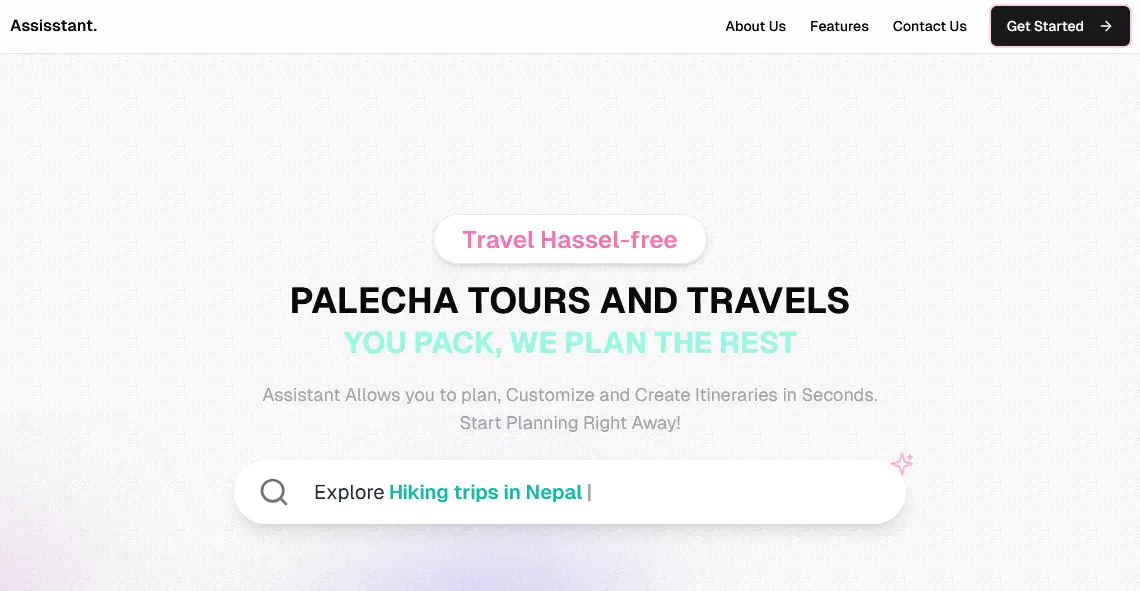 Assisstant.
About Us
Features
Contact Us
Get Started
Travel Hassel-free
PALECHA TOURS AND TRAVELS
YOU PACK, WE PLAN THE REST
Assistant Allows you to plan, Customize and Create Itineraries in Seconds.
Start Planning Right Away!
Explore Hiking trips in Nepal |